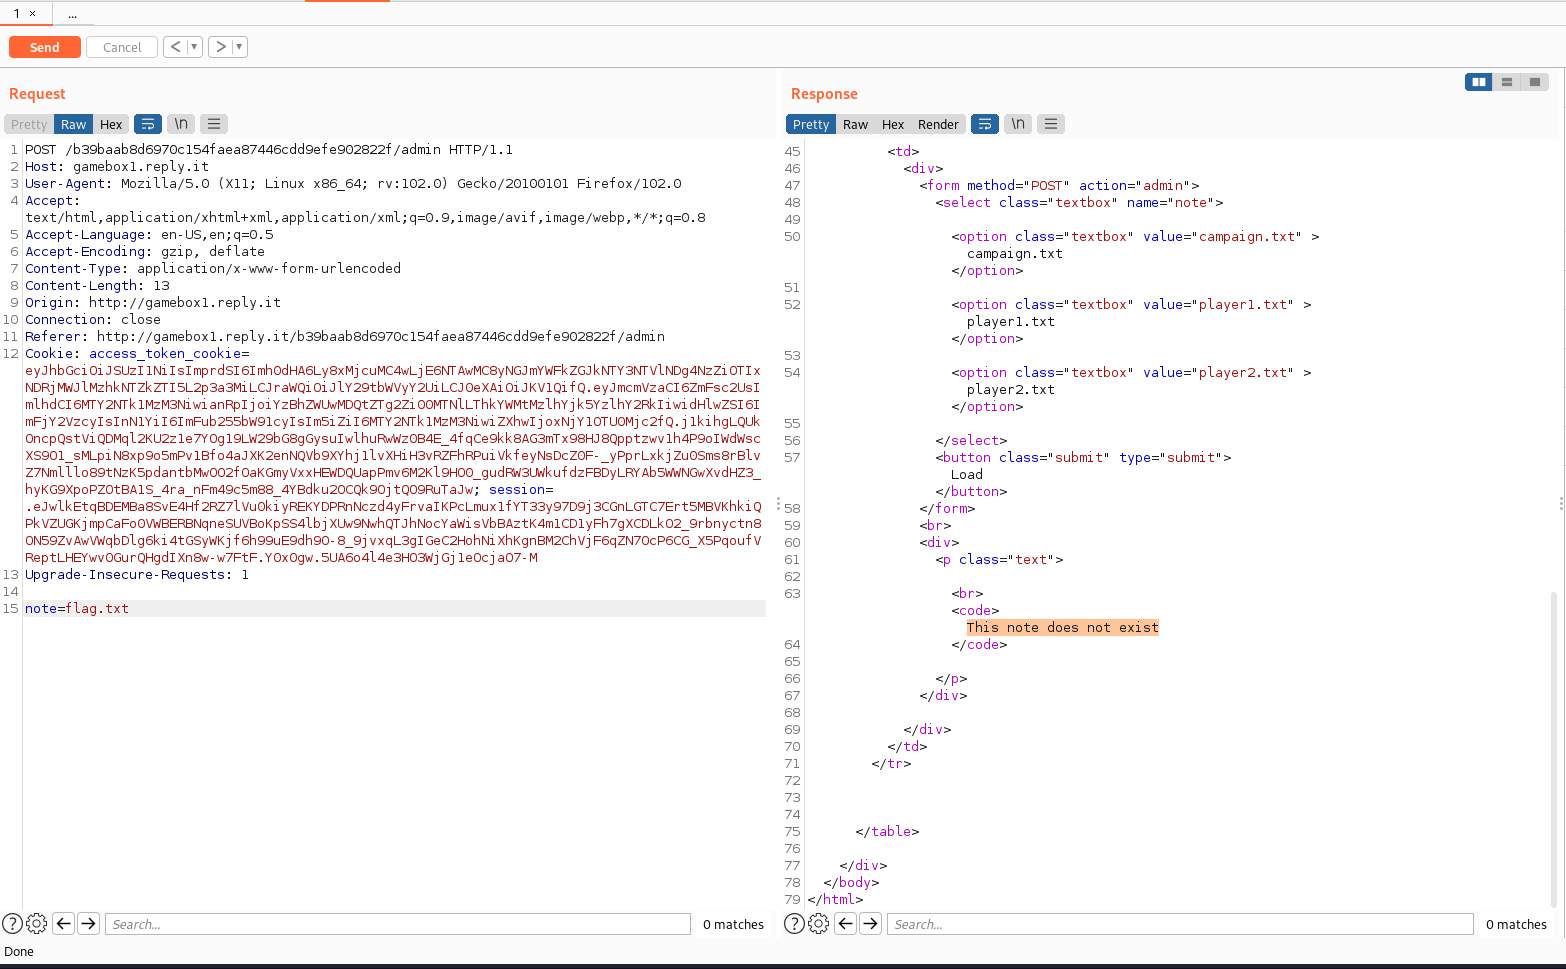 1 × ...
Send Cancel < ▾ > ▾
Request
Pretty Raw Hex \n
1 POST /b39baab8d6970c154faea87446cdd9efe902822f/admin HTTP/1.1
2 Host: gamebox1.reply.it
3 User-Agent: Mozilla/5.0 (X11; Linux x86_64; rv:102.0) Gecko/20100101 Firefox/102.0
4 Accept:
text/html,application/xhtml+xml,application/xml;q=0.9,image/avif,image/webp,*/*;q=0.8
5 Accept-Language: en-US,en;q=0.5
6 Accept-Encoding: gzip, deflate
7 Content-Type: application/x-www-form-urlencoded
8 Content-Length: 13
9 Origin: http://gamebox1.reply.it
10 Connection: close
11 Referer: http://gamebox1.reply.it/b39baab8d6970c154faea87446cdd9efe902822f/admin
12 Cookie: access_token_cookie=
; session=
13 Upgrade-Insecure-Requests: 1
14
15 note=flag.txt
Search...
0 matches
Done
Response
Pretty Raw Hex Render \n
45 <td>
46 <div>
47 <form method="POST" action="admin">
48 <select class="textbox" name="note">
49
50 <option class="textbox" value="campaign.txt" >
campaign.txt
</option>
51
52 <option class="textbox" value="player1.txt" >
player1.txt
</option>
53
54 <option class="textbox" value="player2.txt" >
player2.txt
</option>
55
56 </select>
57 <button class="submit" type="submit">
Load
</button>
58 </form>
59 <br>
60 <div>
61 <p class="text">
62
63 <br>
<code>
This note does not exist
64 </code>
65
66 </p>
67 </div>
68
69 </div>
70 </td>
71 </tr>
72
73
74
75 </table>
76
77 </div>
78 </body>
79 </html>
Search...
0 matches